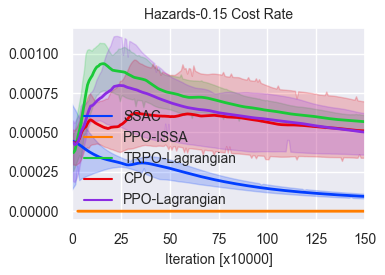 Hazards-0.15 Cost Rate
0.00100
0.00075
0.00050
0.00025
0.00000
SSAC
PPO-ISSA
TRPO-Lagrangian
CPO
PPO-Lagrangian
0 25 50 75 100 125 150
Iteration [x10000]